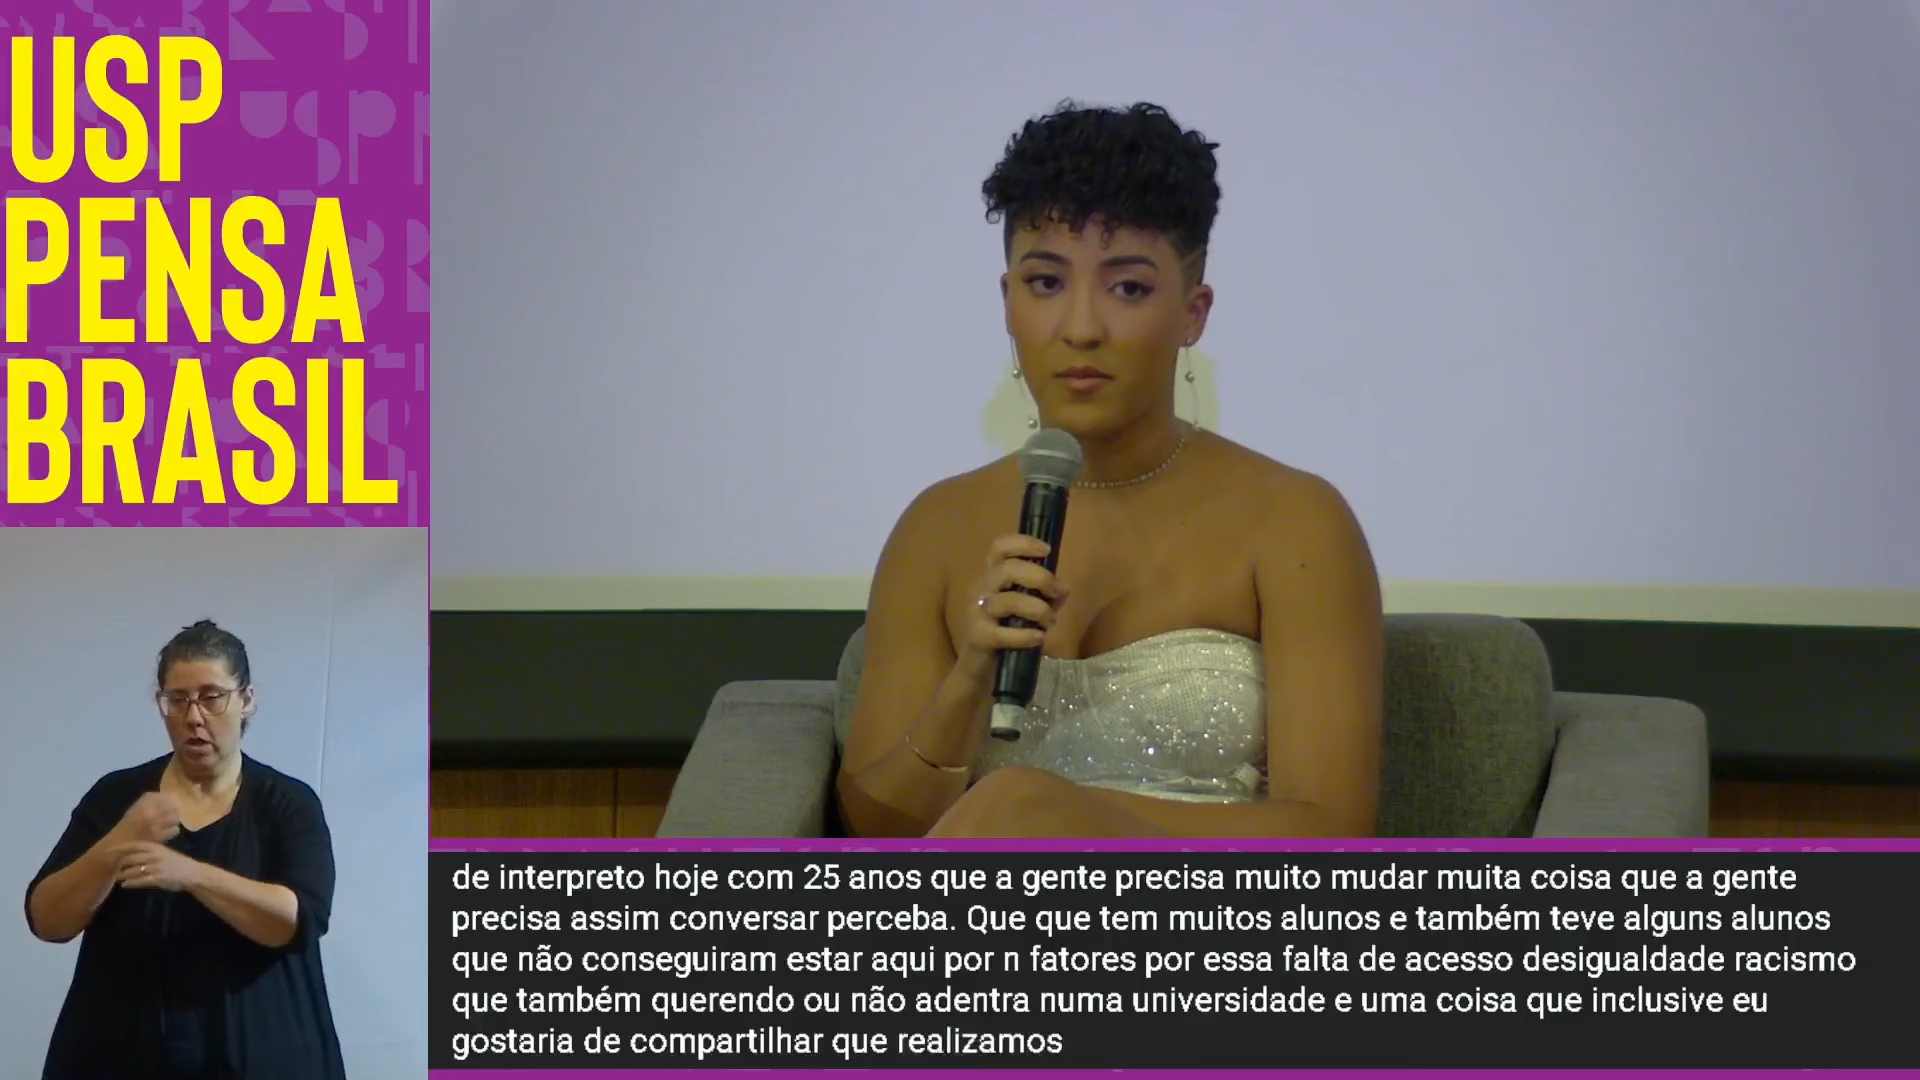 USP
PENSA
BRASIL
de interpreto hoje com 25 anos que a gente precisa muito mudar muita coisa que a gente
precisa assim conversar perceba. Que que tem muitos alunos e também teve alguns alunos
que não conseguiram estar aqui por n fatores por essa falta de acesso desigualdade racismo
que também querendo ou não adentra numa universidade e uma coisa que inclusive eu
gostaria de compartilhar que realizamos